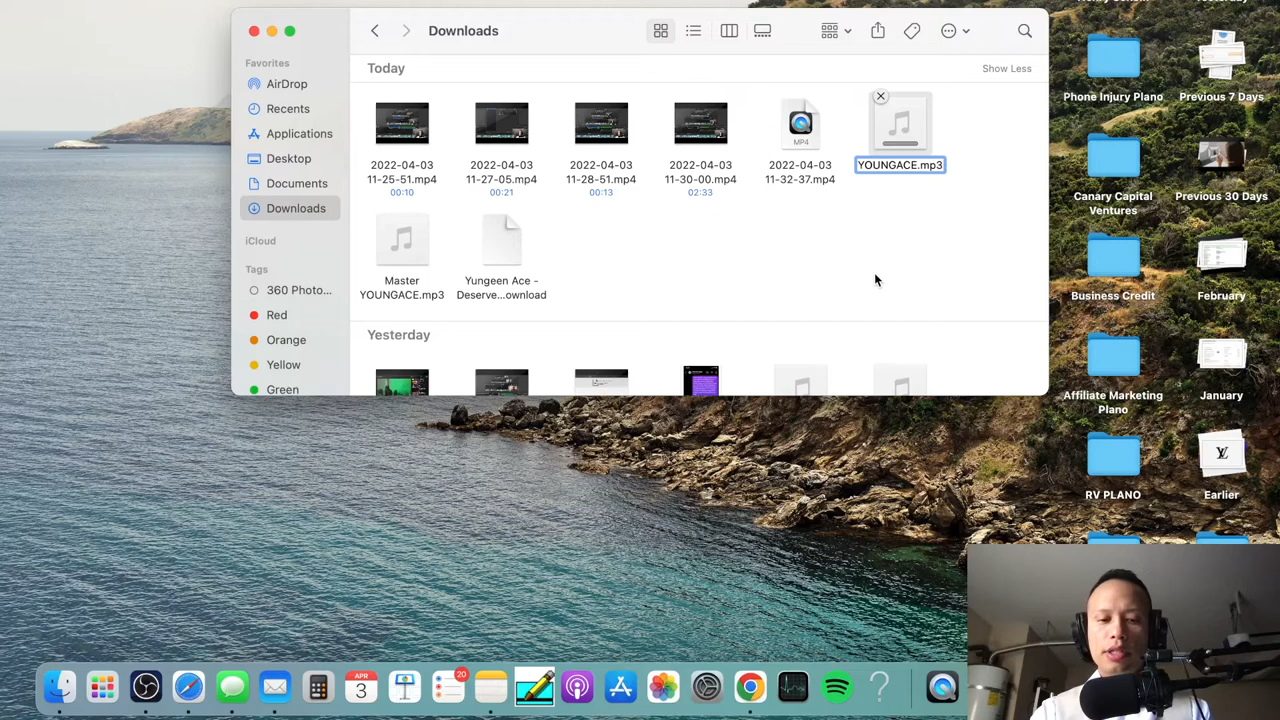 Downloads
Favorites
AirDrop
Recents
Applications
Desktop
Documents
Downloads
iCloud
Tags
360 Photo...
Red
Orange
Yellow
Green
Today
Show Less
2022-04-03
11-25-51.mp4
00:10
2022-04-03
11-27-05.mp4
00:21
2022-04-03
11-28-51.mp4
00:13
2022-04-03
11-30-00.mp4
02:33
MP4
2022-04-03
11-32-37.mp4
YOUNGACE.mp3
Master
YOUNGACE.mp3
Yungeen Ace -
Deserve...ownload
Yesterday
Phone Injury Plano
Previous 7 Days
Canary Capital
Ventures
Previous 30 Days
Business Credit
February
Affiliate Marketing
Plano
January
RV PLANO
Earlier
APR
3
20